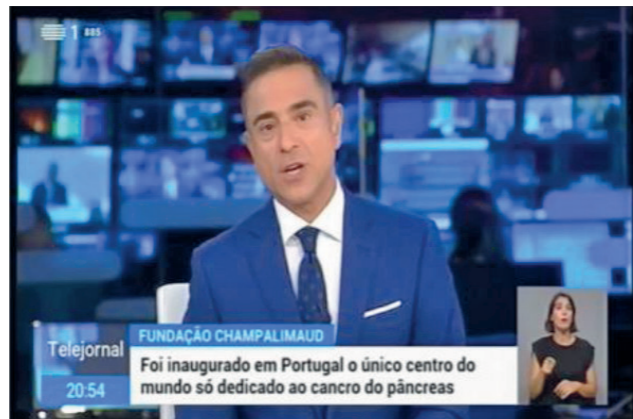 1
FUNDAÇÃO CHAMPALIMAUD
Telejornal
Foi inaugurado em Portugal o único centro do
mundo só dedicado ao cancro do pâncreas
20:54